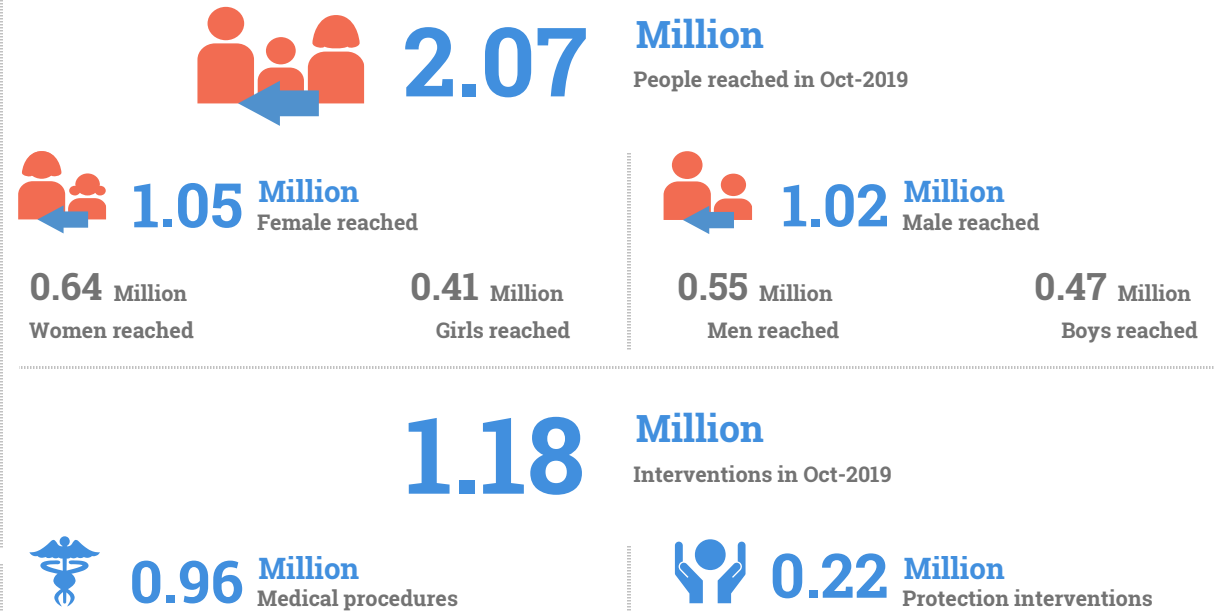 2.07 Million
People reached in Oct-2019
1.05 Million
Female reached
1.02 Million
Male reached
0.64 Million
Women reached
0.41 Million
Girls reached
0.55 Million
Men reached
0.47 Million
Boys reached
1.18 Million
Interventions in Oct-2019
0.96 Million
Medical procedures
0.22 Million
Protection interventions